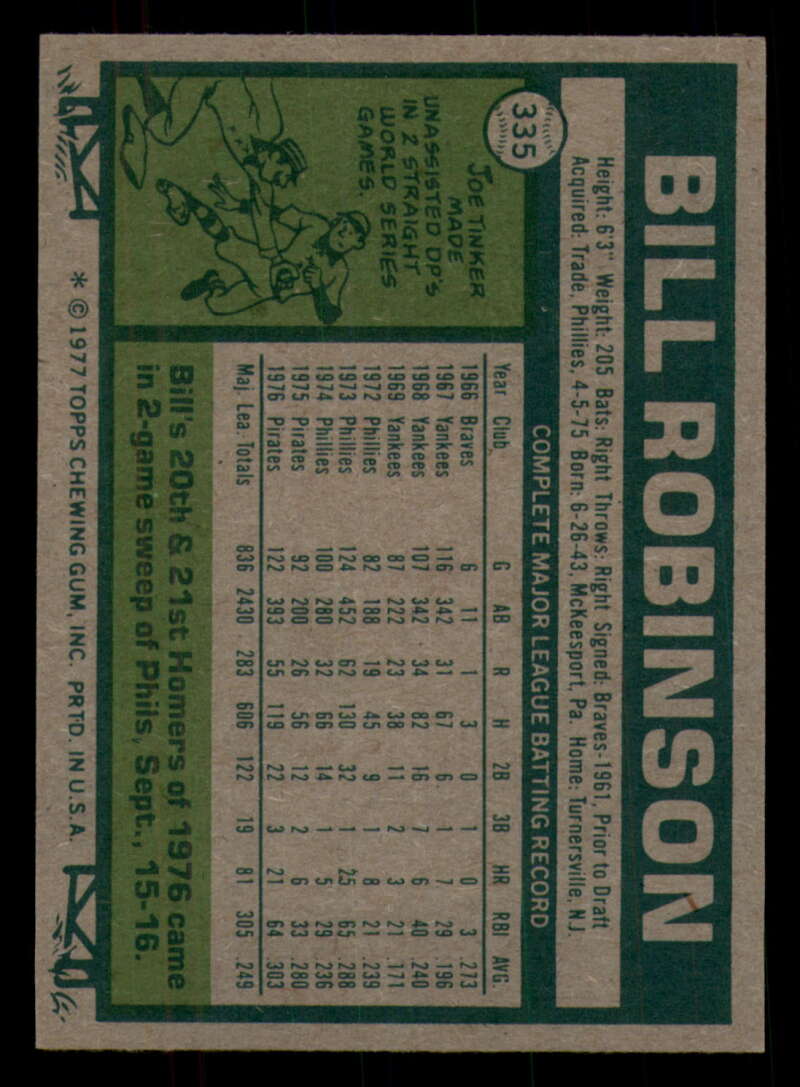 335
BILL ROBINSON
Height: 6'3" Weight: 205 Bats: Right Throws: Right Signed: Braves-1961, Prior to Draft
Acquired: Trade, Phillies, 4-5-75 Born: 6-26-43, McKeesport, Pa. Home: Turnersville, N.J.
COMPLETE MAJOR LEAGUE BATTING RECORD
Year Club G AB R H 2B 3B HR RBI AVG.
1966 Braves 6 11 1 3 0 1 0 3 .273
1967 Yankees 116 342 31 67 6 1 7 29 .196
1968 Yankees 107 342 34 82 16 7 6 40 .240
1969 Yankees 87 222 23 38 11 2 3 21 .171
1972 Phillies 82 188 19 45 9 1 8 21 .239
1973 Phillies 124 452 62 130 32 1 25 65 .288
1974 Phillies 100 280 32 66 14 1 5 29 .236
1975 Pirates 92 200 26 56 12 2 6 33 .280
1976 Pirates 122 393 55 119 22 3 21 64 .303
Maj. Lea. Totals 836 2430 283 606 122 19 81 305 .249
JOE TINKER
MADE
UNASSISTED DP'S
IN 2 STRAIGHT
WORLD SERIES
GAMES.
Bill's 20th & 21st Homers of 1976 came
in 2-game sweep of Phils, Sept., 15-16.
* © 1977 TOPPS CHEWING GUM, INC. PRTD. IN U.S.A.